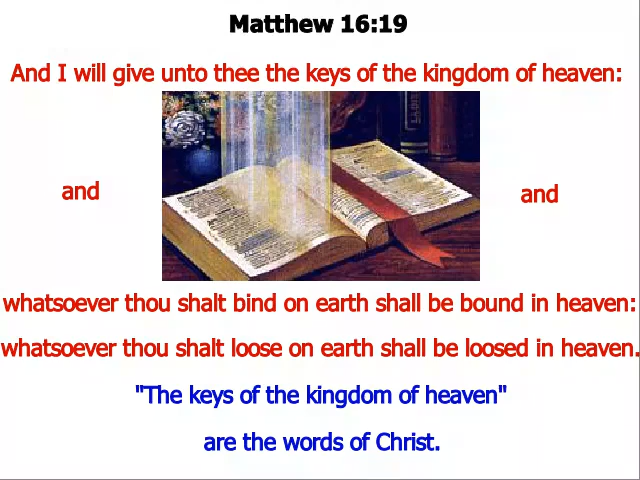 Matthew 16:19
And I will give unto thee the keys of the kingdom of heaven:
and and
whatsoever thou shalt bind on earth shall be bound in heaven:
whatsoever thou shalt loose on earth shall be loosed in heaven.
"The keys of the kingdom of heaven"
are the words of Christ.